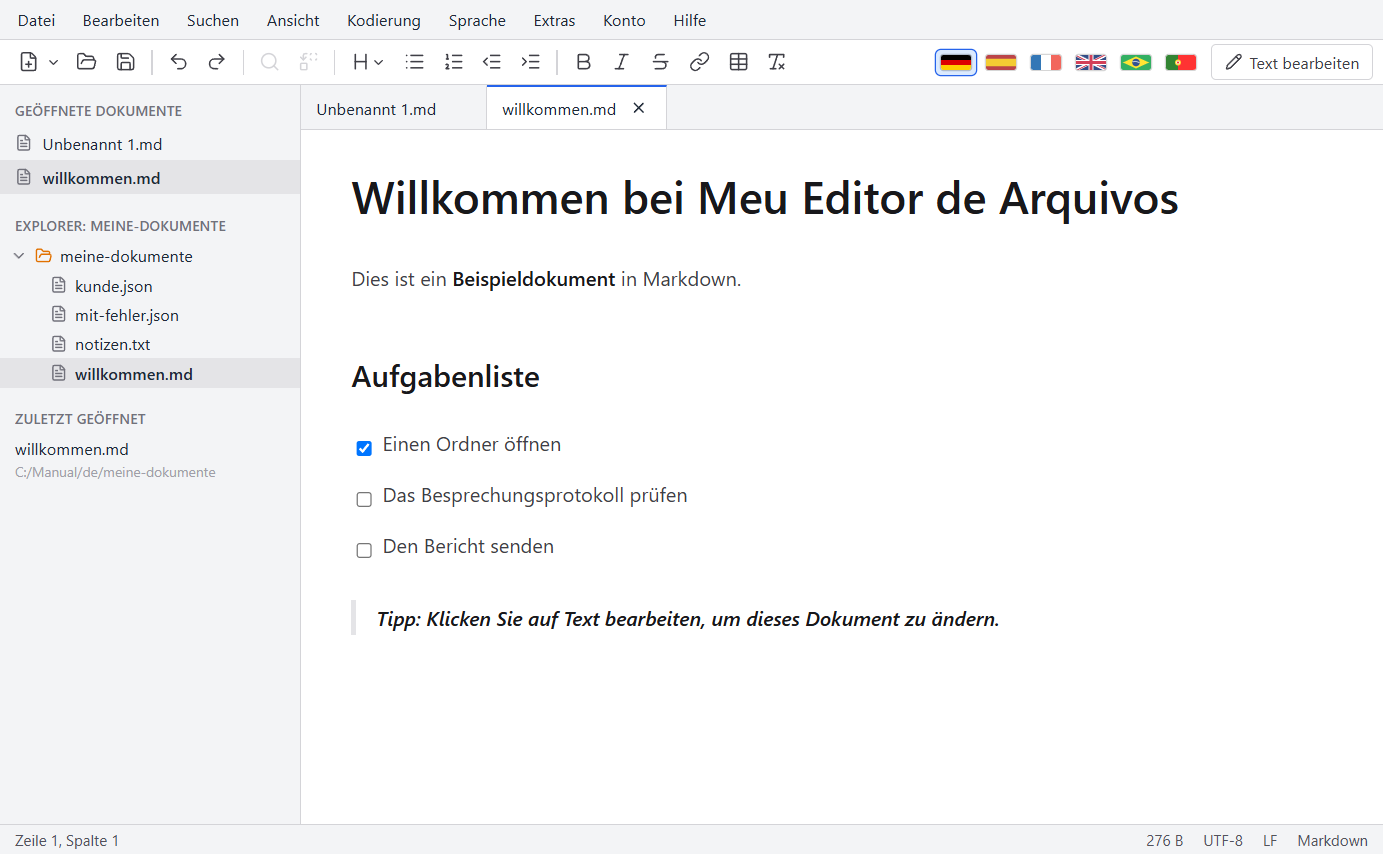 Datei Bearbeiten Suchen Ansicht Kodierung Sprache Extras Konto Hilfe
Text bearbeiten
GEÖFFNETE DOKUMENTE
Unbenannt 1.md
willkommen.md
EXPLORER: MEINE-DOKUMENTE
meine-dokumente
kunde.json
mit-fehler.json
notizen.txt
willkommen.md
ZULETZT GEÖFFNET
willkommen.md
C:/Manual/de/meine-dokumente
Unbenannt 1.md willkommen.md
Willkommen bei Meu Editor de Arquivos
Dies ist ein Beispieldokument in Markdown.
Aufgabenliste
Einen Ordner öffnen
Das Besprechungsprotokoll prüfen
Den Bericht senden
Tipp: Klicken Sie auf Text bearbeiten, um dieses Dokument zu ändern.
Zeile 1, Spalte 1 276 B UTF-8 LF Markdown